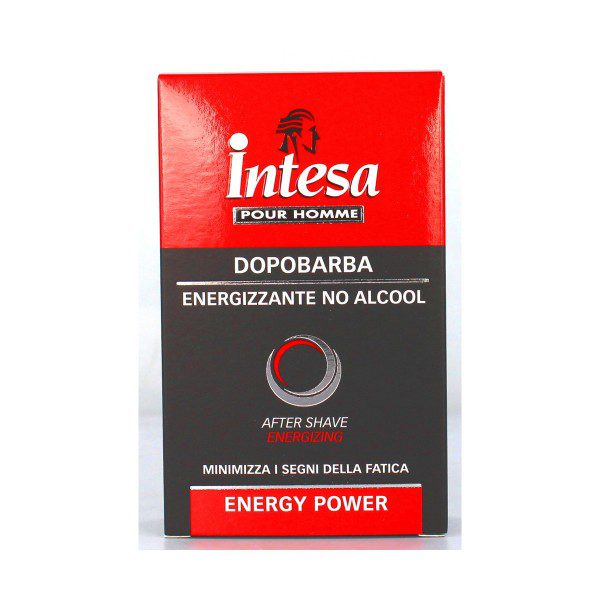 intesa
POUR HOMME
DOPOBARBA
ENERGIZZANTE NO ALCOOL
AFTER SHAVE
ENERGIZING
MINIMIZZA I SEGNI DELLA FATICA
ENERGY POWER